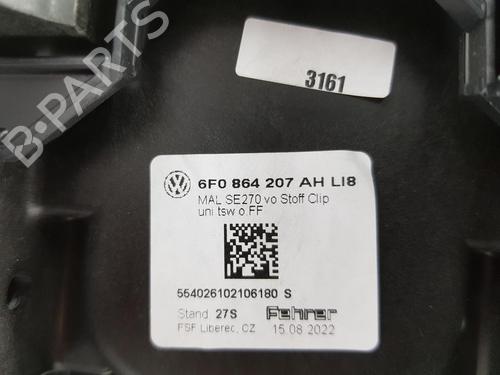 B-PARTS
3161
6F0 864 207 AH LI8
MAL SE270 vo Stoff Clip
uni tsw o.FF
554026102106180 S
Stand 27S Fehrer
FSF Liberec, CZ 15.08.2022